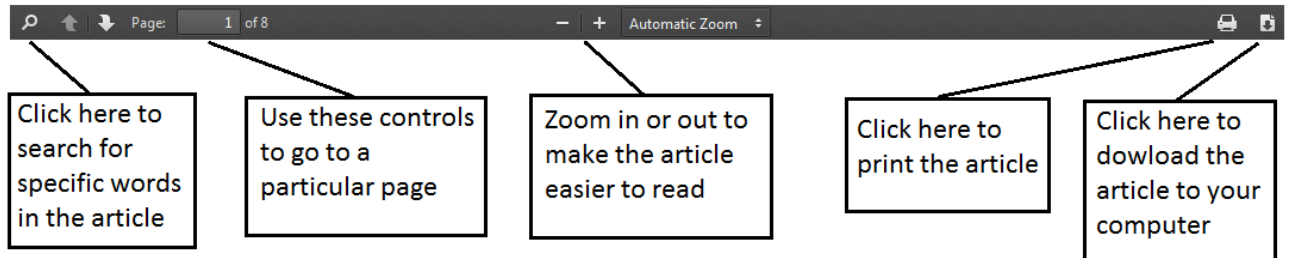 Page: 1 of 8 Automatic Zoom
Click here to
search for
specific words
in the article
Use these controls
to go to a
particular page
Zoom in or out to
make the article
easier to read
Click here to
print the article
Click here to
dowload the
article to your
computer